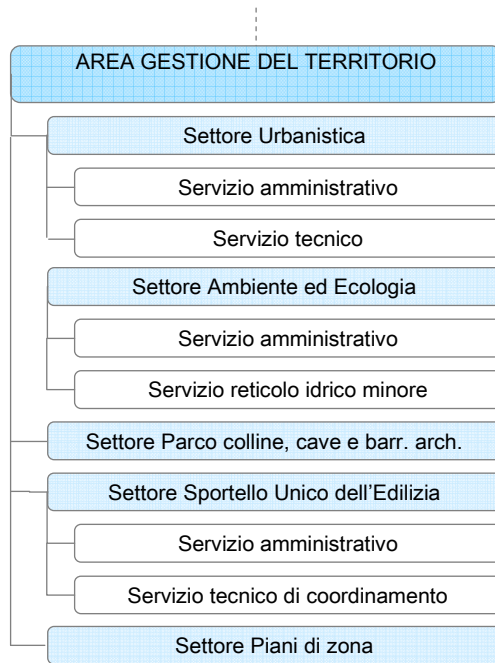 AREA GESTIONE DEL TERRITORIO
Settore Urbanistica
Servizio amministrativo
Servizio tecnico
Settore Ambiente ed Ecologia
Servizio amministrativo
Servizio reticolo idrico minore
Settore Parco colline, cave e barr. arch.
Settore Sportello Unico dell’Edilizia
Servizio amministrativo
Servizio tecnico di coordinamento
Settore Piani di zona